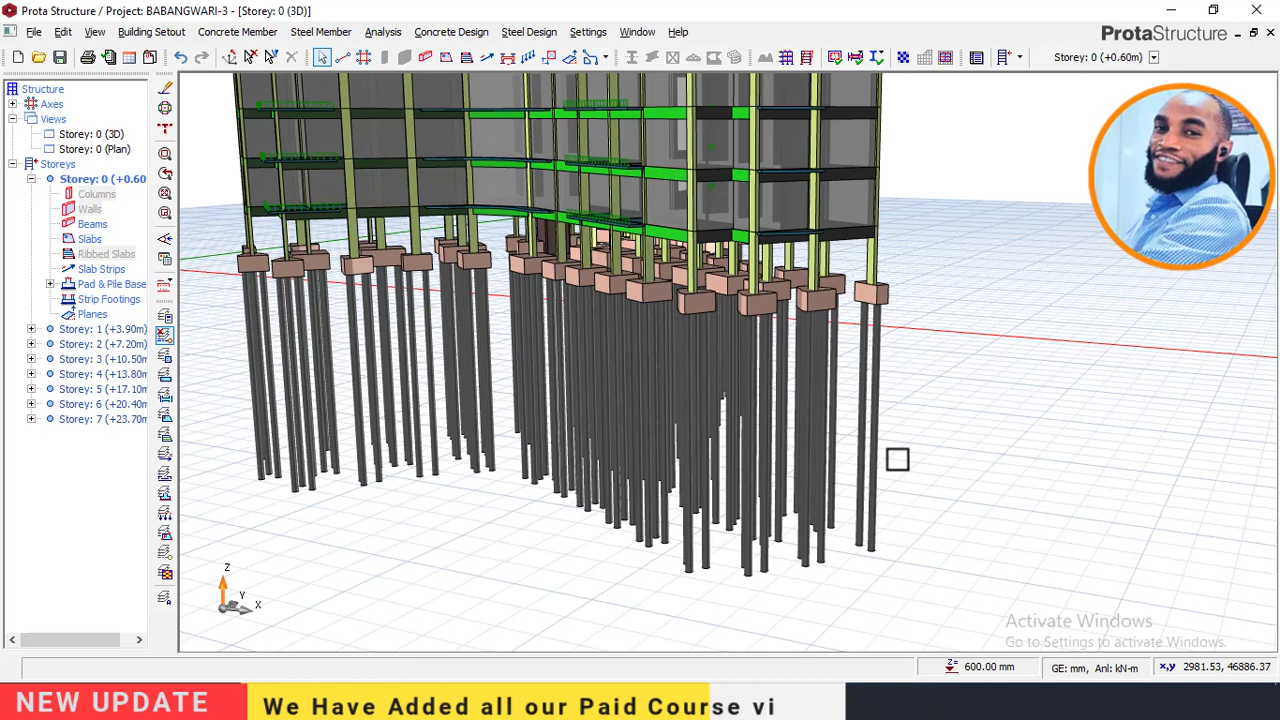 Prota Structure / Project: BABANGWARI-3 - [Storey: 0 (3D)]
File Edit View Building Setout Concrete Member Steel Member Analysis Concrete Design Steel Design Settings Window Help
ProtaStructure
Storey: 0 (+0.60m)
Structure
Axes
Views
Storey: 0 (3D)
Storey: 0 (Plan)
Storeys
Storey: 0 (+0.60
Columns
Walls
Beams
Slabs
Ribbed Slabs
Slab Strips
Pad & Pile Base
Strip Footings
Planes
Storey: 1 (+3.90m
Storey: 2 (+7.20m
Storey: 3 (+10.50
Storey: 4 (+13.80
Storey: 5 (+17.10
Storey: 6 (+20.40
Storey: 7 (+23.70
Z
Y
X
Activate Windows
Go to Settings to activate Windows.
Z= 600.00 mm
GE: mm, Anl: kN-m
x,y 2981.53, 46886.37
NEW UPDATE
We Have Added all our Paid Course vi